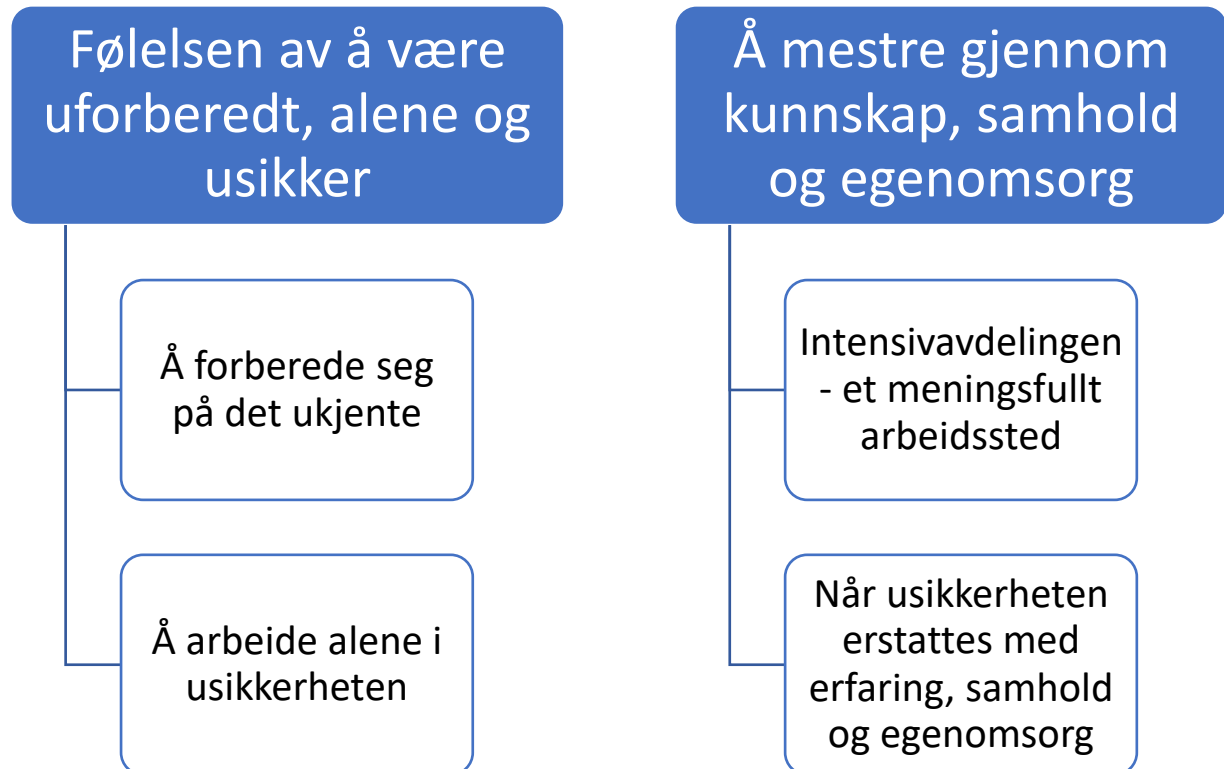 Følelsen av å være
uforberedt, alene og
usikker
Å forberede seg
på det ukjente
Å arbeide alene i
usikkerheten
Å mestre gjennom
kunnskap, samhold
og egenomsorg
Intensivavdelingen
- et meningsfullt
arbeidssted
Når usikkerheten
erstattes med
erfaring, samhold
og egenomsorg